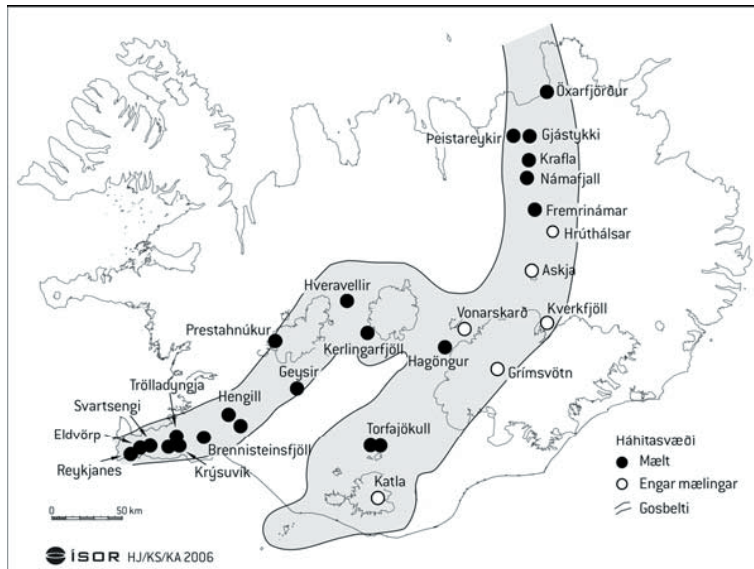 Öxarfjörður
Þeistareykir
Gjástykki
Krafla
Námafjall
Fremrinámar
Hrúthálsar
Askja
Hveravellir
Vonarskarð
Kverkfjöll
Prestahnúkur
Kerlingarfjöll
Hagöngur
Geysir
Grímsvötn
Trölladyngja
Hengill
Svartsengi
Eldvörp
Torfajökull
Brennisteinsfjöll
Reykjanes
Krýsuvík
Katla
Háhitasvæði
Mælt
Engar mælingar
Gosbelti
0 50 km
ÍSOR HJ/KS/KA 2006